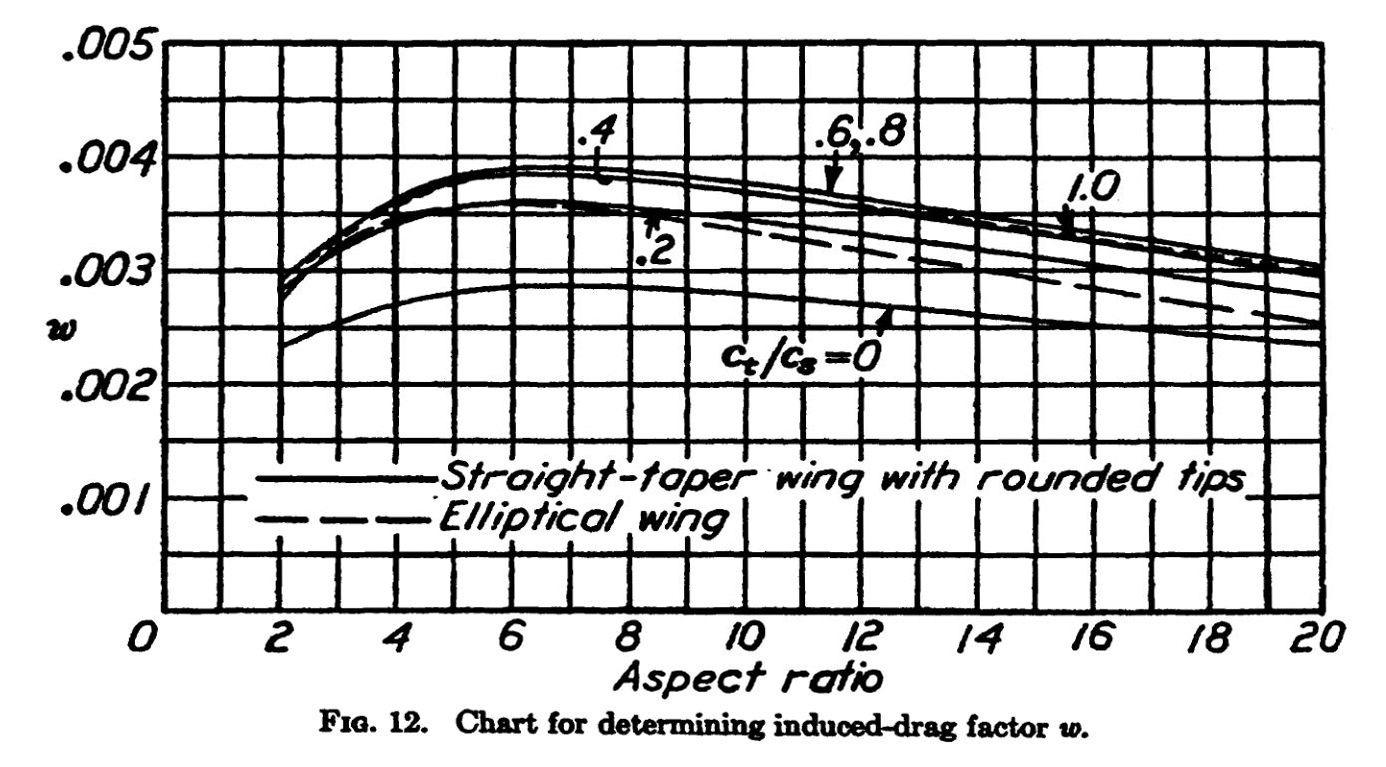 .005
.004
.003
w
.002
.001
.4
.6,.8
1.0
.2
ct/cs=0
Straight-taper wing with rounded tips
Elliptical wing
0 2 4 6 8 10 12 14 16 18 20
Aspect ratio
Fig. 12. Chart for determining induced-drag factor w.